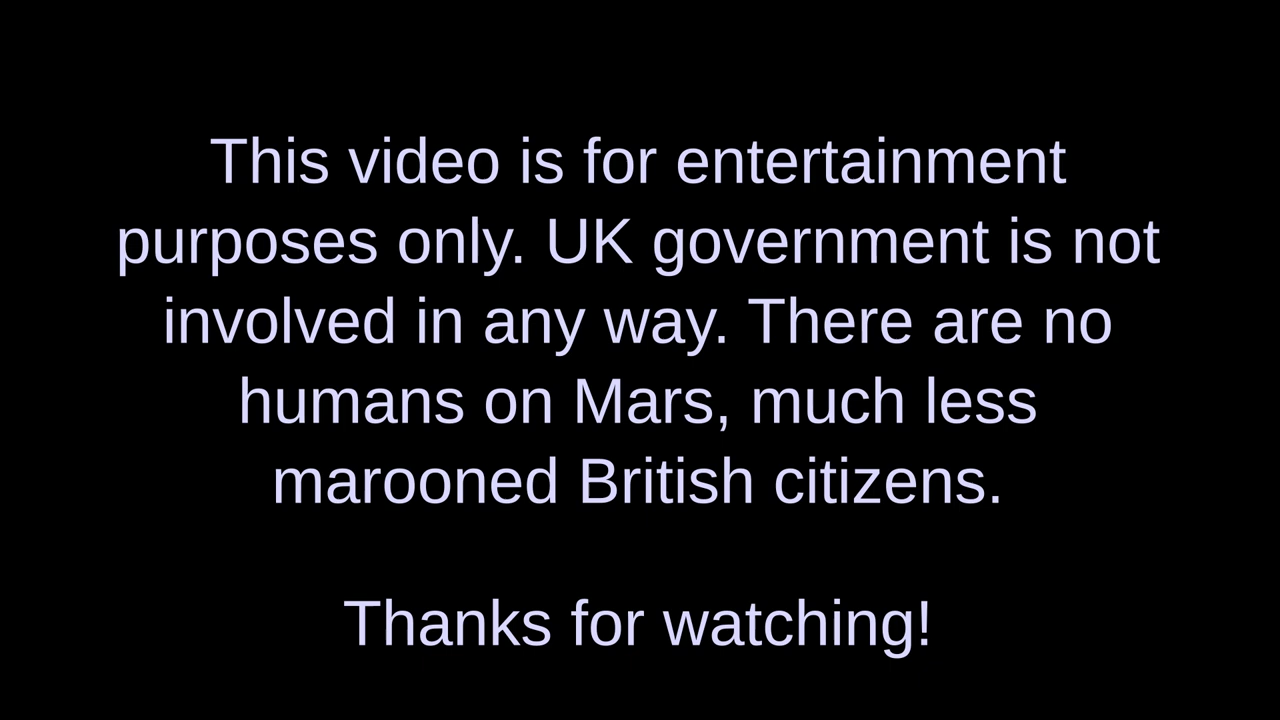 This video is for entertainment
purposes only. UK government is not
involved in any way. There are no
humans on Mars, much less
marooned British citizens.
Thanks for watching!